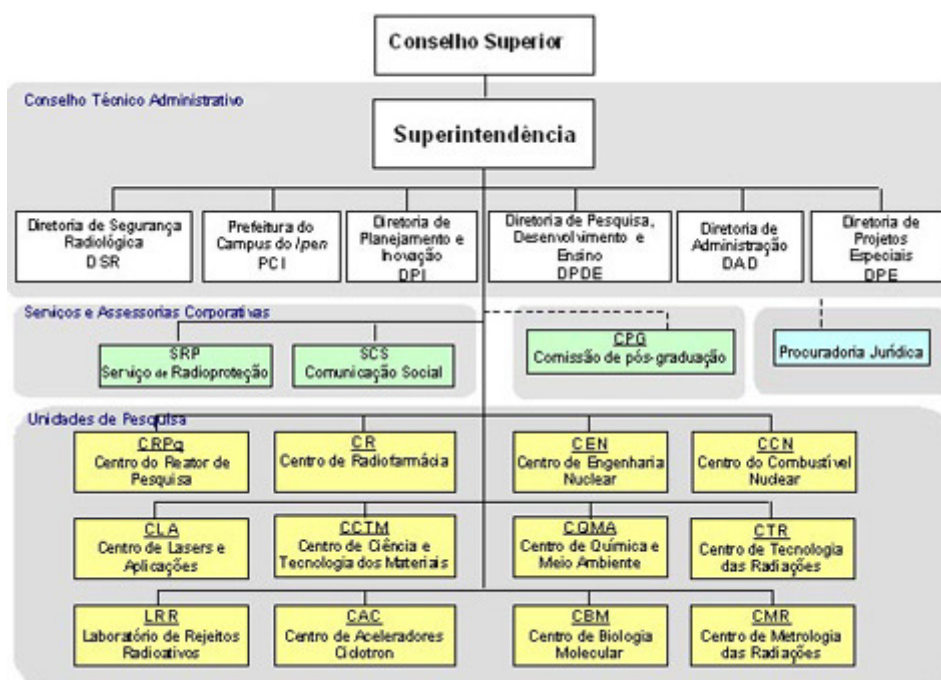 Conselho Superior
Conselho Técnico Administrativo
Superintendência
Diretoria de Segurança
Radiológica
DSR
Prefeitura do
Campus do Ipen
PCI
Diretoria de
Planejamento e
Inovação
DPI
Diretoria de Pesquisa,
Desenvolvimento e
Ensino
DPDE
Diretoria de
Administração
DAD
Diretoria de
Projetos
Especiais
DPE
Serviços e Assessorias Corporativas
SRP
Serviço de Radioproteção
SCS
Comunicação Social
CPG
Comissão de pós-graduação
Procuradoria Jurídica
Unidades de Pesquisa
CRPq
Centro do Reator de
Pesquisa
CR
Centro de Radiofarmácia
CEN
Centro de Engenharia
Nuclear
CCN
Centro do Combustível
Nuclear
CLA
Centro de Lasers e
Aplicações
CCTM
Centro de Ciência e
Tecnologia dos Materiais
CQMA
Centro de Química e
Meio Ambiente
CTR
Centro de Tecnologia
das Radiações
LRR
Laboratório de Rejeitos
Radioativos
CAC
Centro de Aceleradores
Ciclotron
CBM
Centro de Biologia
Molecular
CMR
Centro de Metrologia
das Radiações